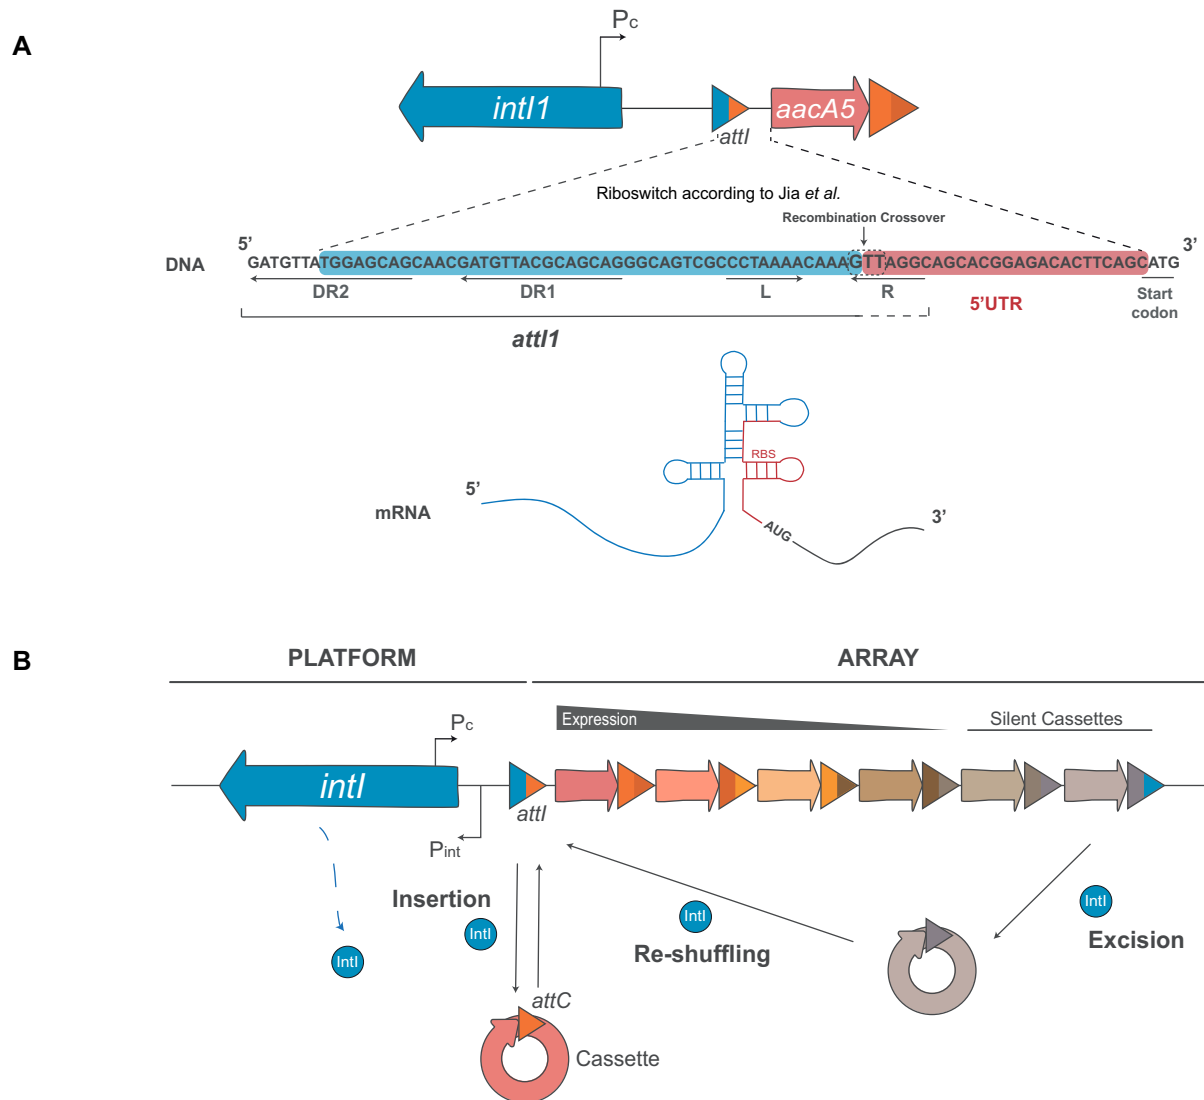 A
Pc
intI1
attI
aacA5
Riboswitch according to Jia et al.
Recombination Crossover
5’
3’
DNA
GATGTTATGGAGCAGCAACGATGTTACGCAGCAGGGCAGTCGCCCTAAAACAAAGTTAGGCAGCACGGAGACACTTCAGCATG
DR2
DR1
L
R
5’UTR
Start
codon
attI1
RBS
5’
mRNA
AUG
3’
B
PLATFORM
ARRAY
Expression
Silent Cassettes
Pc
intI
attI
Pint
Insertion
IntI
IntI
Re-shuffling
IntI
Excision
IntI
attC
Cassette